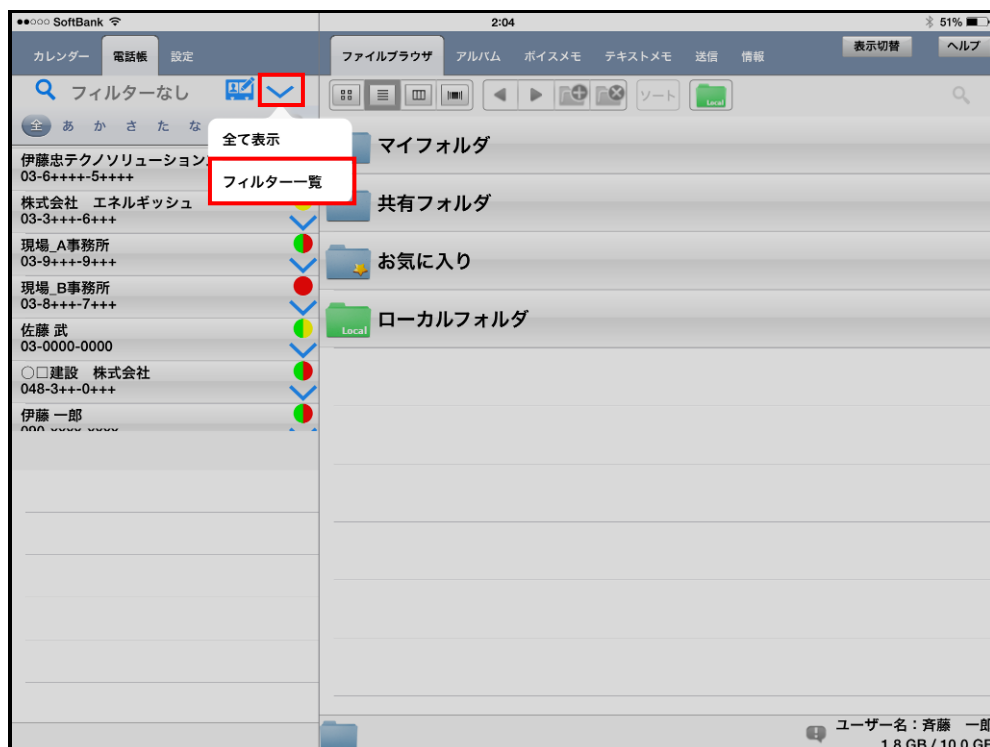 ●●○○○ SoftBank
2:04
51%
カレンダー
電話帳
設定
ファイルブラウザ
アルバム
ボイスメモ
テキストメモ
送信
情報
表示切替
ヘルプ
フィルターなし
ソート
Local
全 あ か さ た な
全て表示
フィルター一覧
伊藤忠テクノソリューション
03-6++++-5++++
株式会社 エネルギッシュ
03-3+++-6+++
現場_A事務所
03-9+++-9+++
現場_B事務所
03-8+++-7+++
佐藤 武
03-0000-0000
○□建設 株式会社
048-3++-0+++
伊藤 一郎
090-xxxx-xxxx
マイフォルダ
共有フォルダ
お気に入り
Local
ローカルフォルダ
ユーザー名：斉藤 一郎
1.8 GB / 10.0 GB